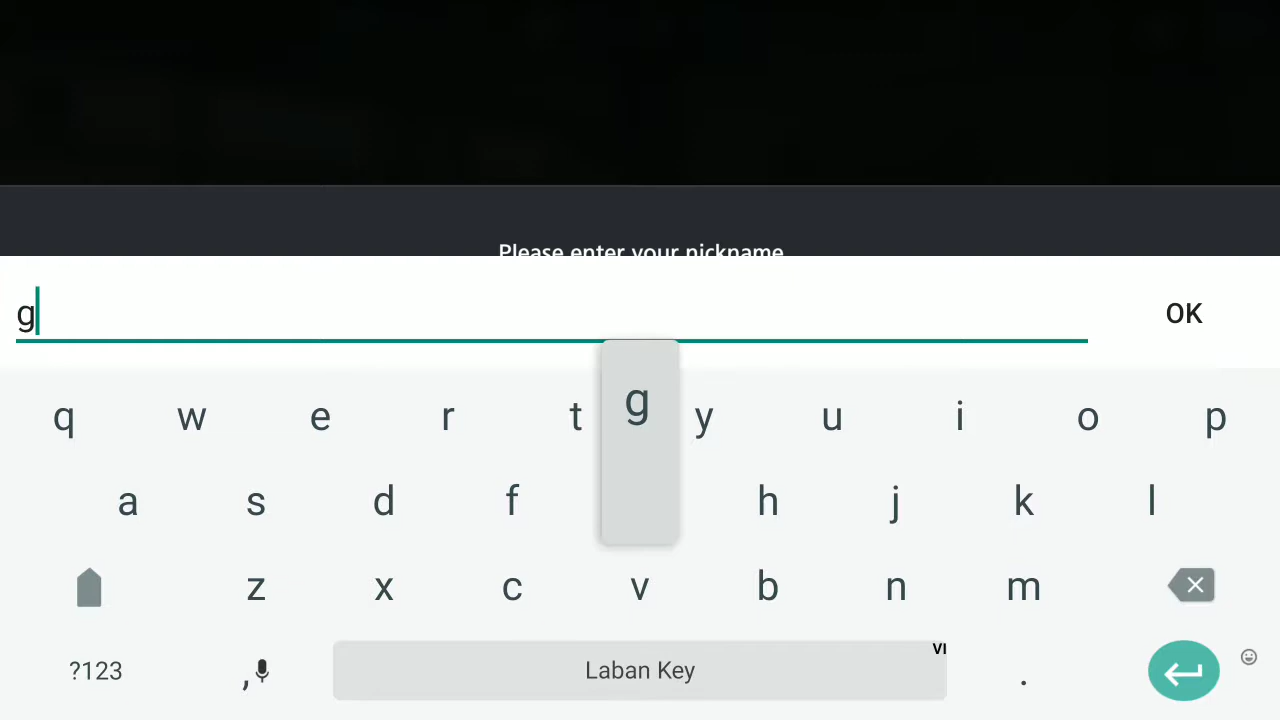 Please enter your nickname
g
OK
q w e r t g y u i o p
a s d f h j k l
z x c v b n m
?123 , Laban Key VI .